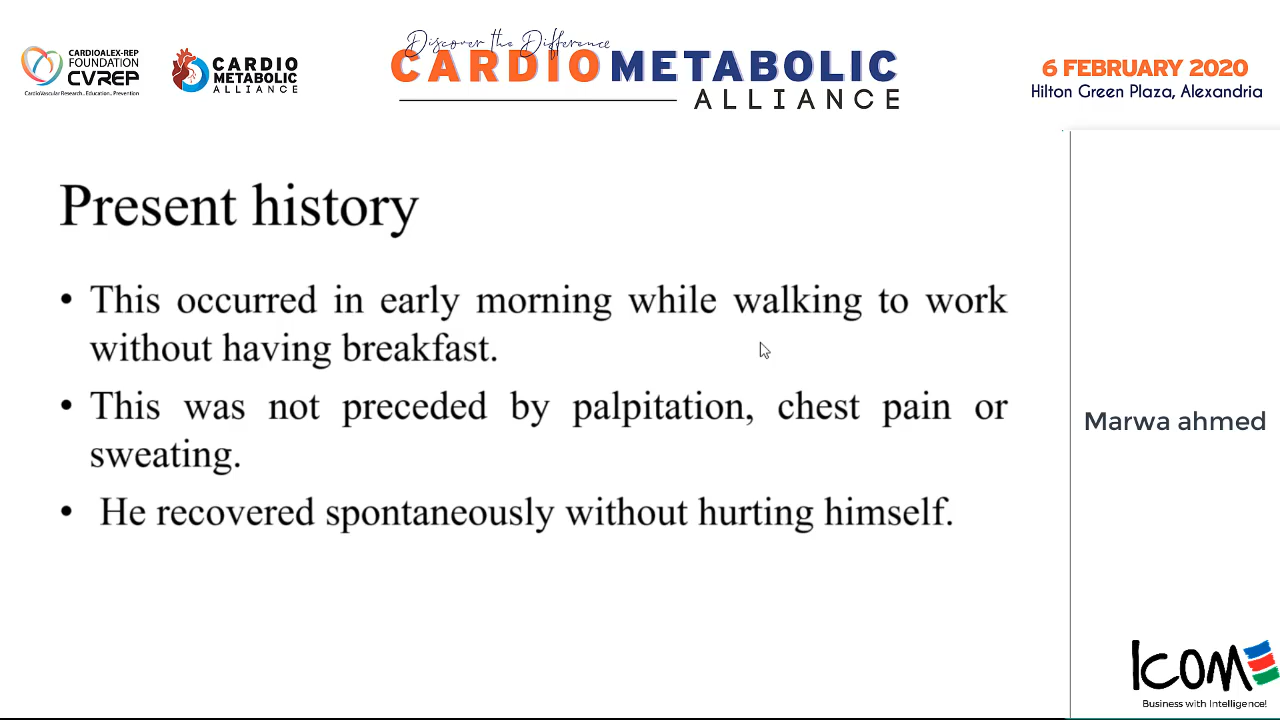 CARDIOALEX-REP
FOUNDATION
CVREP
CardioVascular Research . Education . Prevention
CARDIO
METABOLIC
ALLIANCE
Discover the Difference
CARDIOMETABOLIC
ALLIANCE
6 FEBRUARY 2020
Hilton Green Plaza, Alexandria
Present history
• This occurred in early morning while walking to work
without having breakfast.
• This was not preceded by palpitation, chest pain or
sweating.
• He recovered spontaneously without hurting himself.
Marwa ahmed
ICOM
Business with Intelligence!